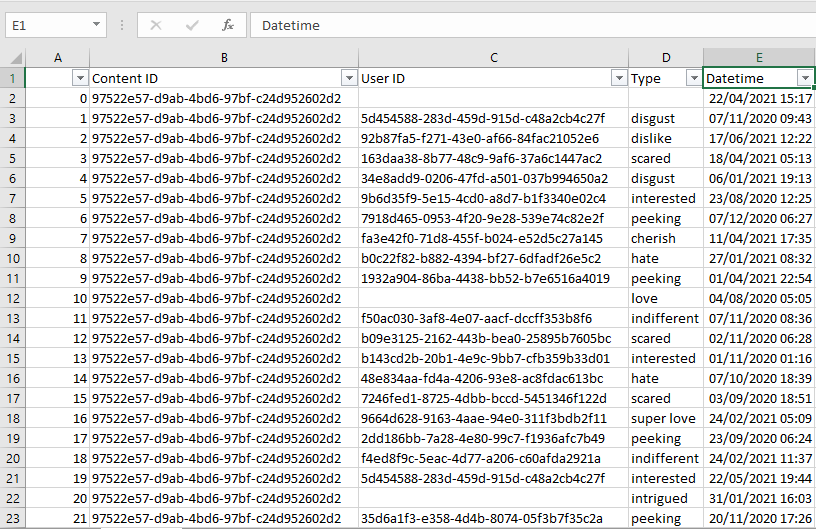 E1 fx Datetime
A B C D E
1 Content ID User ID Type Datetime
2 0 97522e57-d9ab-4bd6-97bf-c24d952602d2 22/04/2021 15:17
3 1 97522e57-d9ab-4bd6-97bf-c24d952602d2 5d454588-283d-459d-915d-c48a2cb4c27f disgust 07/11/2020 09:43
4 2 97522e57-d9ab-4bd6-97bf-c24d952602d2 92b87fa5-f271-43e0-af66-84fac21052e6 dislike 17/06/2021 12:22
5 3 97522e57-d9ab-4bd6-97bf-c24d952602d2 163daa38-8b77-48c9-9af6-37a6c1447ac2 scared 18/04/2021 05:13
6 4 97522e57-d9ab-4bd6-97bf-c24d952602d2 34e8add9-0206-47fd-a501-037b994650a2 disgust 06/01/2021 19:13
7 5 97522e57-d9ab-4bd6-97bf-c24d952602d2 9b6d35f9-5e15-4cd0-a8d7-b1f3340e02c4 interested 23/08/2020 12:25
8 6 97522e57-d9ab-4bd6-97bf-c24d952602d2 7918d465-0953-4f20-9e28-539e74c82e2f peeking 07/12/2020 06:27
9 7 97522e57-d9ab-4bd6-97bf-c24d952602d2 fa3e42f0-71d8-455f-b024-e52d5c27a145 cherish 11/04/2021 17:35
10 8 97522e57-d9ab-4bd6-97bf-c24d952602d2 b0c22f82-b882-4394-bf27-6dfadf26e5c2 hate 27/01/2021 08:32
11 9 97522e57-d9ab-4bd6-97bf-c24d952602d2 1932a904-86ba-4438-bb52-b7e6516a4019 peeking 01/04/2021 22:54
12 10 97522e57-d9ab-4bd6-97bf-c24d952602d2 love 04/08/2020 05:05
13 11 97522e57-d9ab-4bd6-97bf-c24d952602d2 f50ac030-3af8-4e07-aacf-dccff353b8f6 indifferent 07/11/2020 08:36
14 12 97522e57-d9ab-4bd6-97bf-c24d952602d2 b09e3125-2162-443b-bea0-25895b7605bc scared 02/11/2020 06:28
15 13 97522e57-d9ab-4bd6-97bf-c24d952602d2 b143cd2b-20b1-4e9c-9bb7-cfb359b33d01 interested 01/11/2020 01:16
16 14 97522e57-d9ab-4bd6-97bf-c24d952602d2 48e834aa-fd4a-4206-93e8-ac8fdac613bc hate 07/10/2020 18:39
17 15 97522e57-d9ab-4bd6-97bf-c24d952602d2 7246fed1-8725-4dbb-bccd-5451346f122d scared 03/09/2020 18:51
18 16 97522e57-d9ab-4bd6-97bf-c24d952602d2 9664d628-9163-4aae-94e0-311f3bdb2f11 super love 24/02/2021 05:09
19 17 97522e57-d9ab-4bd6-97bf-c24d952602d2 2dd186bb-7a28-4e80-99c7-f1936afc7b49 peeking 23/09/2020 06:24
20 18 97522e57-d9ab-4bd6-97bf-c24d952602d2 f4ed8f9c-5eac-4d77-a206-c60afda2921a indifferent 24/02/2021 11:37
21 19 97522e57-d9ab-4bd6-97bf-c24d952602d2 5d454588-283d-459d-915d-c48a2cb4c27f interested 22/05/2021 19:44
22 20 97522e57-d9ab-4bd6-97bf-c24d952602d2 intrigued 31/01/2021 16:03
23 21 97522e57-d9ab-4bd6-97bf-c24d952602d2 35d6a1f3-e358-4d4b-8074-05f3b7f35c2a peeking 20/11/2020 17:26